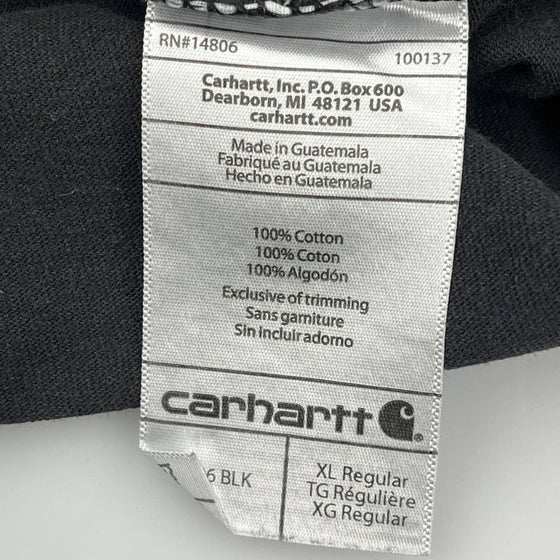 RN#14806 100137
Carhartt, Inc. P.O. Box 600
Dearborn, MI 48121 USA
carhartt.com
Made in Guatemala
Fabriqué au Guatemala
Hecho en Guatemala
100% Cotton
100% Coton
100% Algodón
Exclusive of trimming
Sans garniture
Sin incluir adorno
carhartt
6 BLK
XL Regular
TG Régulière
XG Regular